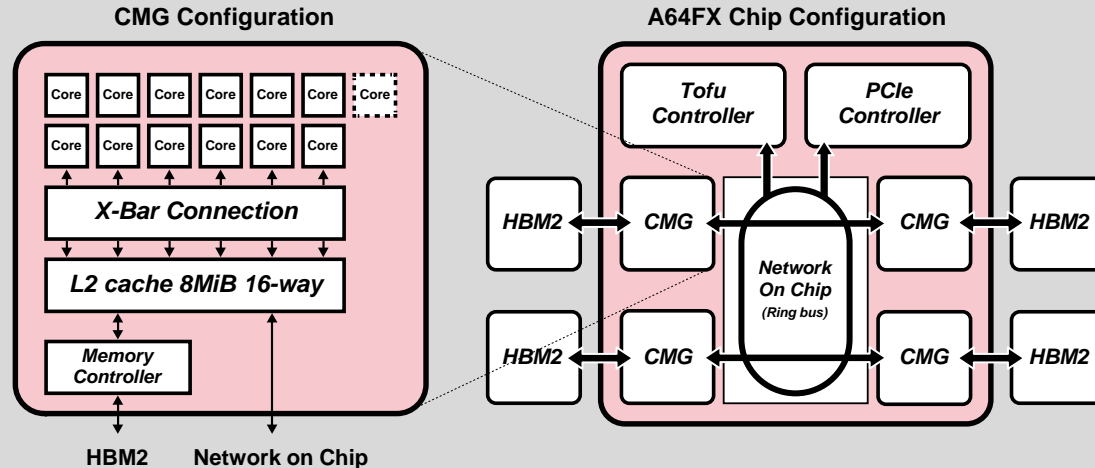 CMG Configuration
Core Core Core Core Core Core Core
Core Core Core Core Core Core
X-Bar Connection
L2 cache 8MiB 16-way
Memory
Controller
HBM2 Network on Chip
A64FX Chip Configuration
Tofu
Controller
PCIe
Controller
HBM2 CMG CMG HBM2
Network
On Chip
(Ring bus)
HBM2 CMG CMG HBM2